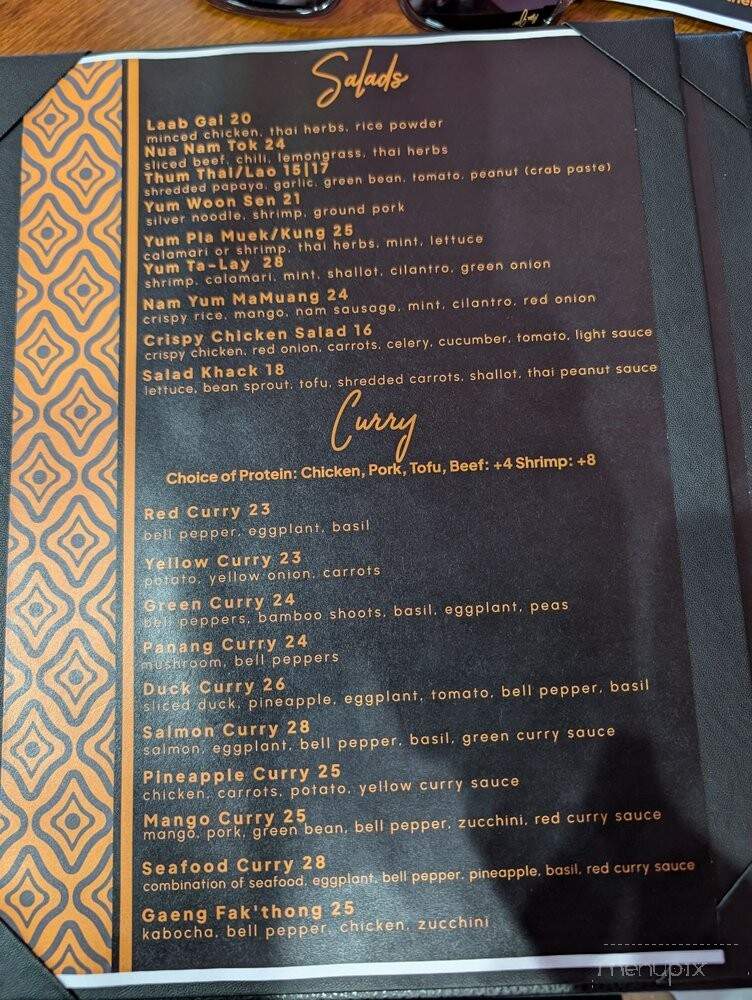 Salads
Laab Gai 20
minced chicken, thai herbs, rice powder
Nua Nam Tok 24
sliced beef, chili, lemongrass, thai herbs
Thum Thai/Lao 15|17
shredded papaya, garlic, green bean, tomato, peanut (crab paste)
Yum Woon Sen 21
silver noodle, shrimp, ground pork
Yum Pla Muek/Kung 25
calamari or shrimp, thai herbs, mint, lettuce
Yum Ta-Lay 28
shrimp, calamari, mint, shallot, cilantro, green onion
Nam Yum MaMuang 24
crispy rice, mango, nam sausage, mint, cilantro, red onion
Crispy Chicken Salad 16
crispy chicken, red onion, carrots, celery, cucumber, tomato, light sauce
Salad Khack 18
lettuce, bean sprout, tofu, shredded carrots, shallot, thai peanut sauce
Curry
Choice of Protein: Chicken, Pork, Tofu, Beef: +4 Shrimp: +8
Red Curry 23
bell pepper, eggplant, basil
Yellow Curry 23
potato, yellow onion, carrots
Green Curry 24
bell peppers, bamboo shoots, basil, eggplant, peas
Panang Curry 24
mushroom, bell peppers
Duck Curry 26
sliced duck, pineapple, eggplant, tomato, bell pepper, basil
Salmon Curry 28
salmon, eggplant, bell pepper, basil, green curry sauce
Pineapple Curry 25
chicken, carrots, potato, yellow curry sauce
Mango Curry 25
mango, pork, green bean, bell pepper, zucchini, red curry sauce
Seafood Curry 28
combination of seafood, eggplant, bell pepper, pineapple, basil, red curry sauce
Gaeng Fak'thong 25
kabocha, bell pepper, chicken, zucchini
menupix